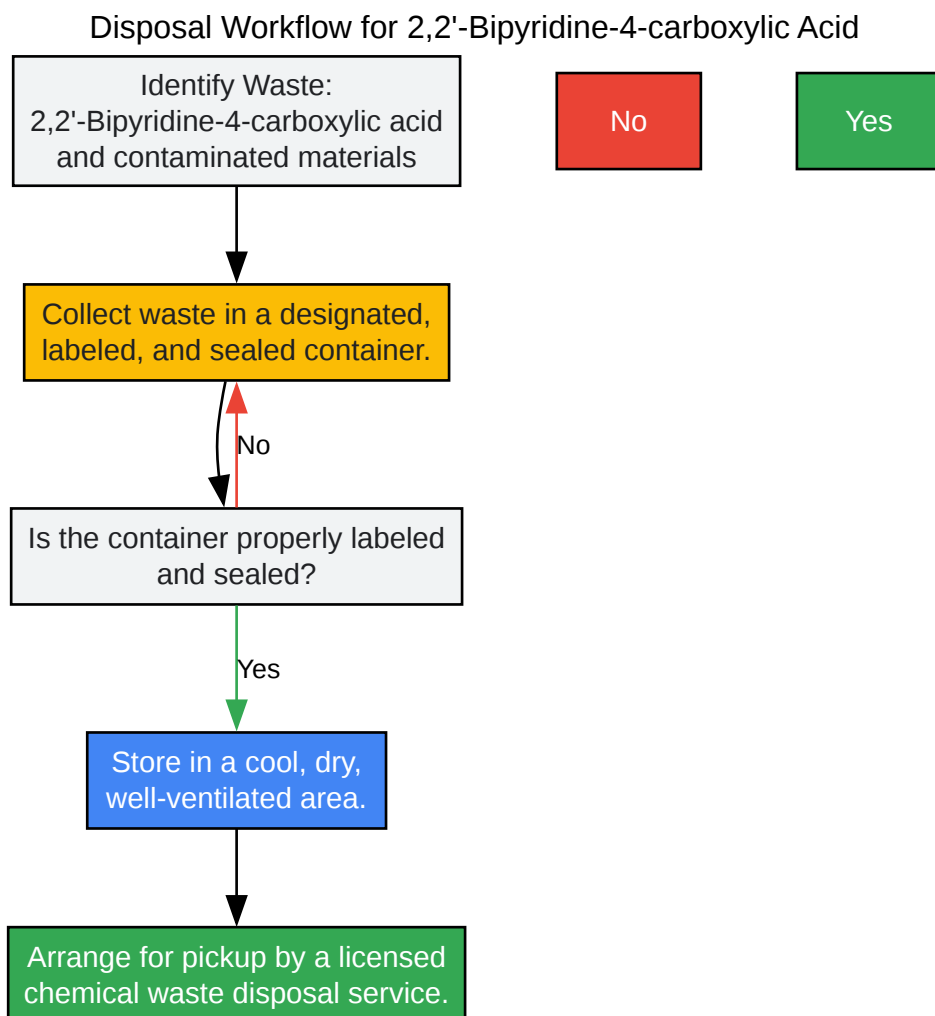 Disposal Workflow for 2,2'-Bipyridine-4-carboxylic Acid
Identify Waste:
2,2'-Bipyridine-4-carboxylic acid
and contaminated materials
No
Yes
Collect waste in a designated,
labeled, and sealed container.
No
Is the container properly labeled
and sealed?
Yes
Store in a cool, dry,
well-ventilated area.
Arrange for pickup by a licensed
chemical waste disposal service.